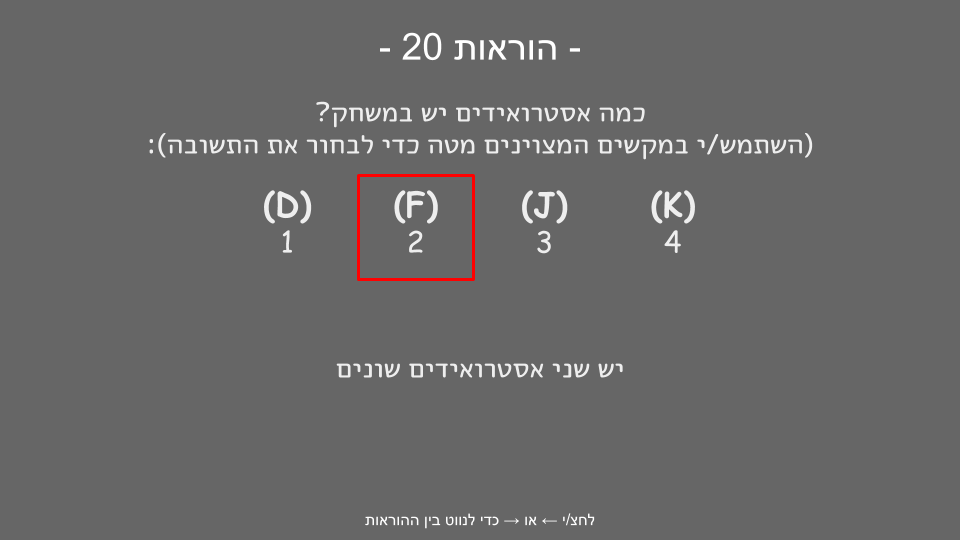 - הוראות 20 -
כמה אסטרואידים יש במשחק?
(השתמש/י במקשים המצוינים מטה כדי לבחור את התשובה):
(D) (F) (J) (K)
1 2 3 4
יש שני אסטרואידים שונים
לחצ/י ← או → כדי לנווט בין ההוראות